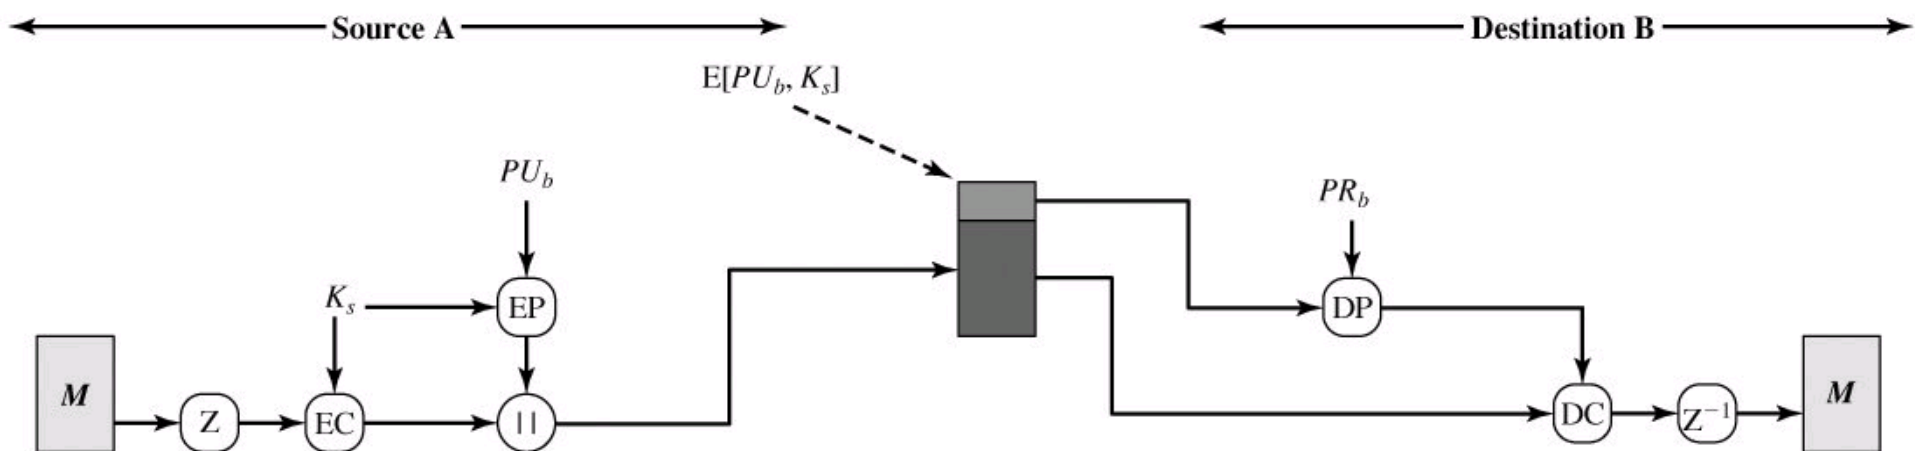 Source A
Destination B
E[PU_b, K_s]
PU_b
PR_b
K_s
EP
DP
M
Z
EC
||
DC
Z⁻¹
M